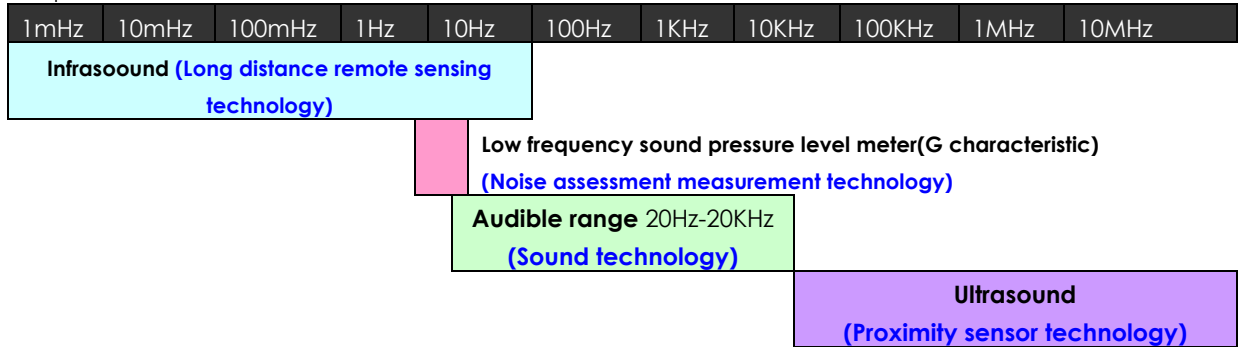 1mHz 10mHz 100mHz 1Hz 10Hz 100Hz 1KHz 10KHz 100KHz 1MHz 10MHz
Infrasoound (Long distance remote sensing
technology)
Low frequency sound pressure level meter(G characteristic)
(Noise assessment measurement technology)
Audible range 20Hz-20KHz
(Sound technology)
Ultrasound
(Proximity sensor technology)